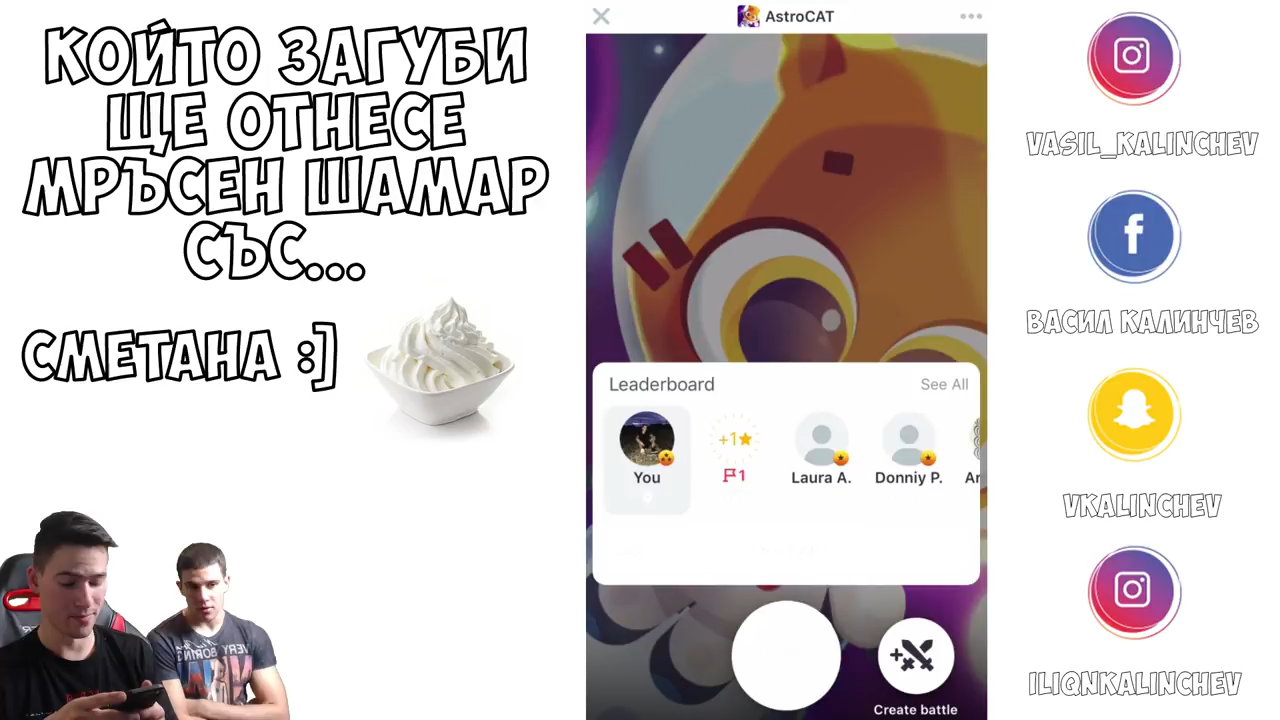 КОЙТО ЗАГУБИ
ЩЕ ОТНЕСЕ
МРЪСЕН ШАМАР
СЪС...
СМЕТАНА :]
AstroCAT
Leaderboard
See All
+1
1
You
Laura A.
Donniy P.
Create battle
VASIL_KALINCHEV
ВАСИЛ КАЛИНЧЕВ
VKALINCHEV
ILIQNKALINCHEV